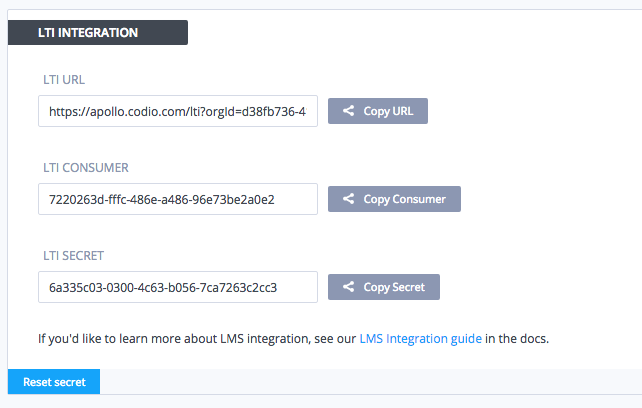 LTI INTEGRATION
LTI URL
https://apollo.codio.com/lti?orgId=d38fb736-4
Copy URL
LTI CONSUMER
7220263d-fffc-486e-a486-96e73be2a0e2
Copy Consumer
LTI SECRET
6a335c03-0300-4c63-b056-7ca7263c2cc3
Copy Secret
If you'd like to learn more about LMS integration, see our LMS Integration guide in the docs.
Reset secret